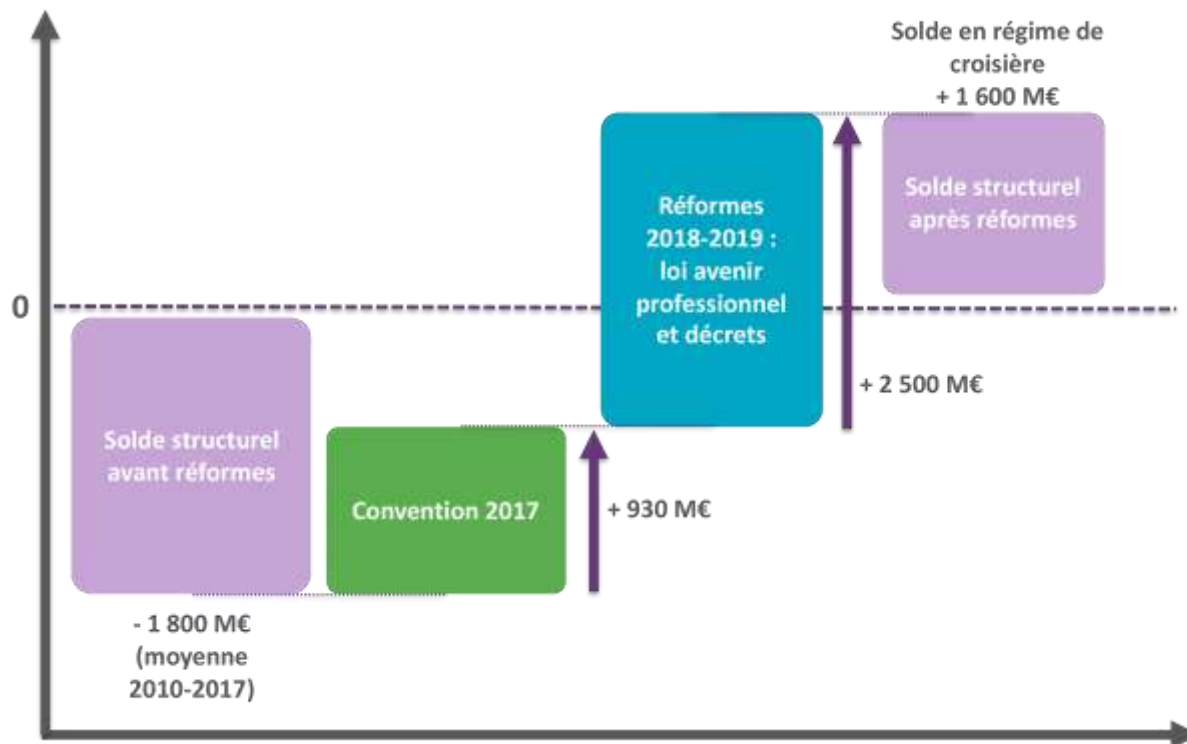 Solde en régime de
croisière
+ 1 600 M€
Solde structurel
après réformes
Réformes
2018-2019 :
loi avenir
professionnel
et décrets
0
+ 2 500 M€
Solde structurel
avant réformes
Convention 2017
+ 930 M€
- 1 800 M€
(moyenne
2010-2017)